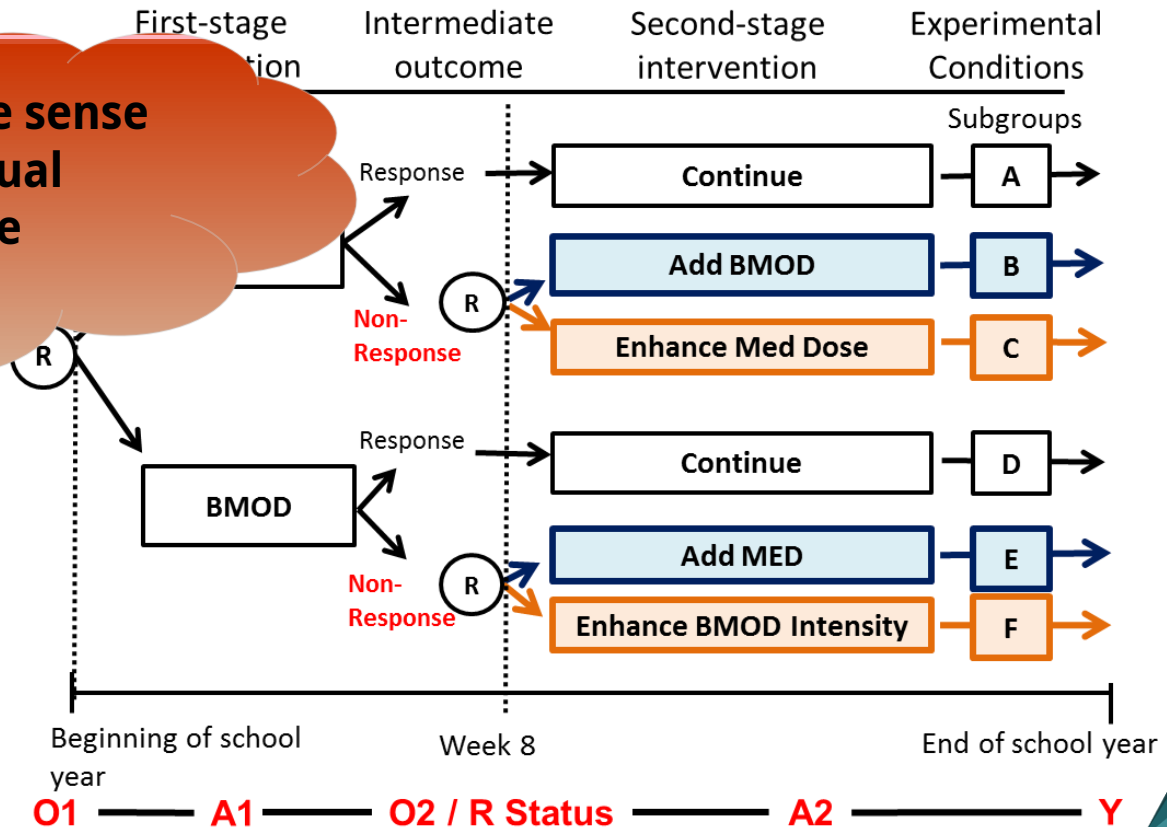 First-stage
Intermediate
outcome
Second-stage
intervention
Experimental
Conditions
Subgroups
sense
Response
Continue
A
Add BMOD
B
R
Non-
Response
Enhance Med Dose
C
R
Response
Continue
D
BMOD
Add MED
E
R
Non-
Response
Enhance BMOD Intensity
F
Beginning of school
year
Week 8
End of school year
O1 A1 O2 / R Status A2 Y